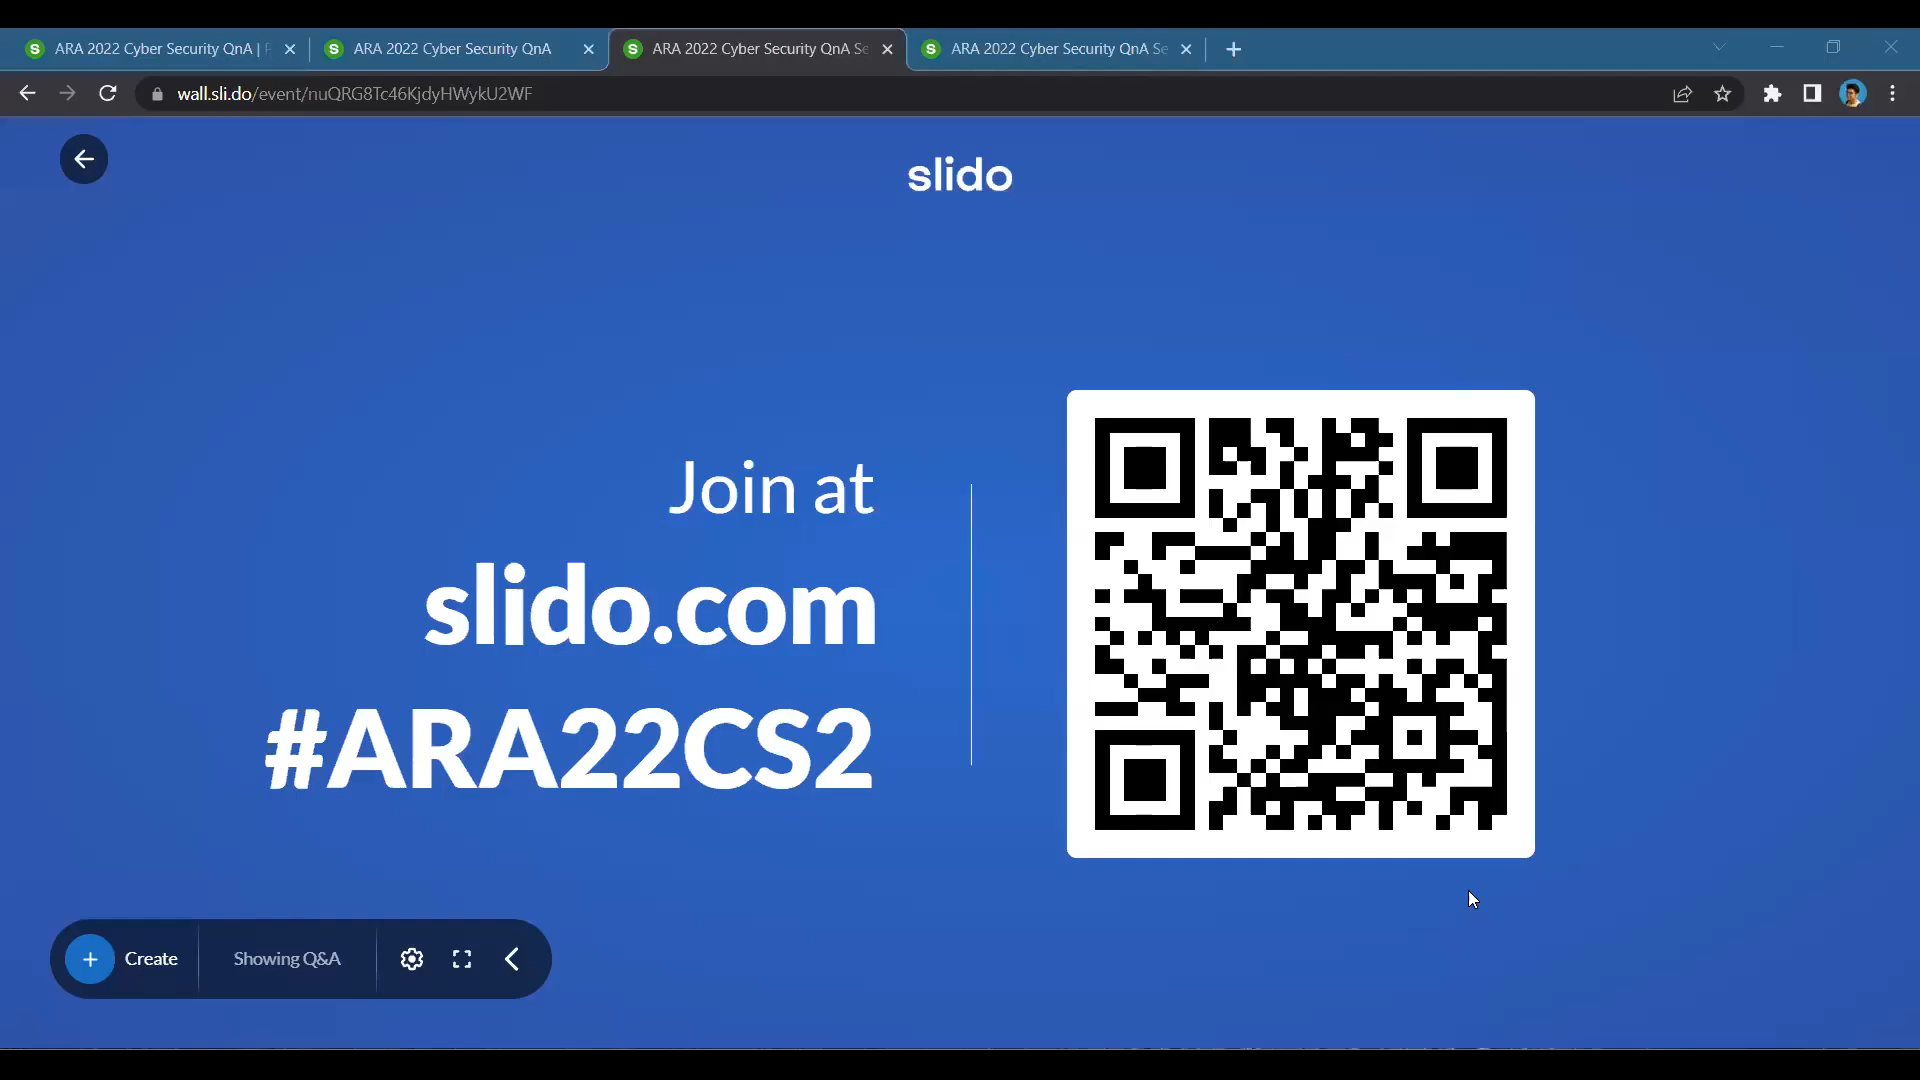 ARA 2022 Cyber Security QnA |
ARA 2022 Cyber Security QnA
ARA 2022 Cyber Security QnA Se
ARA 2022 Cyber Security QnA Se
wall.sli.do/event/nuQRG8Tc46KjdyHWykU2WF
slido
Join at
slido.com
#ARA22CS2
Create
Showing Q&A